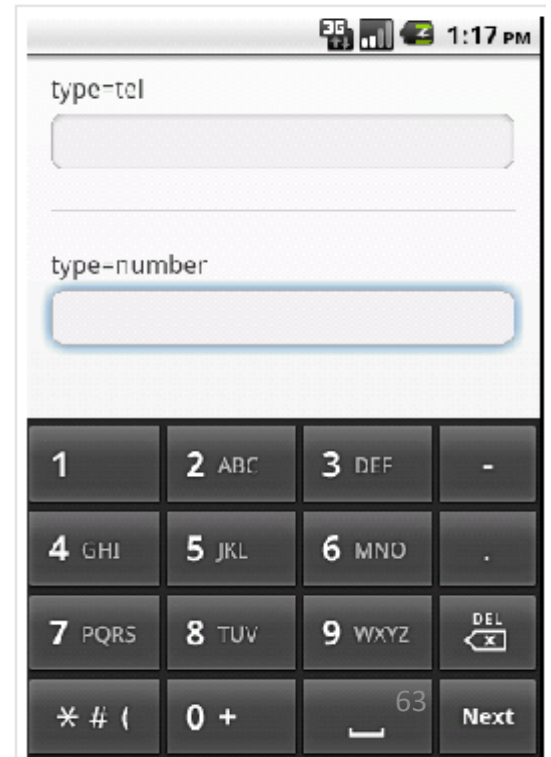 3G 1:17 PM
type=tel
type=number
1 2 ABC 3 DEF -
4 GHI 5 JKL 6 MNO .
7 PQRS 8 TUV 9 WXYZ DEL
* # ( 0 + 63 Next